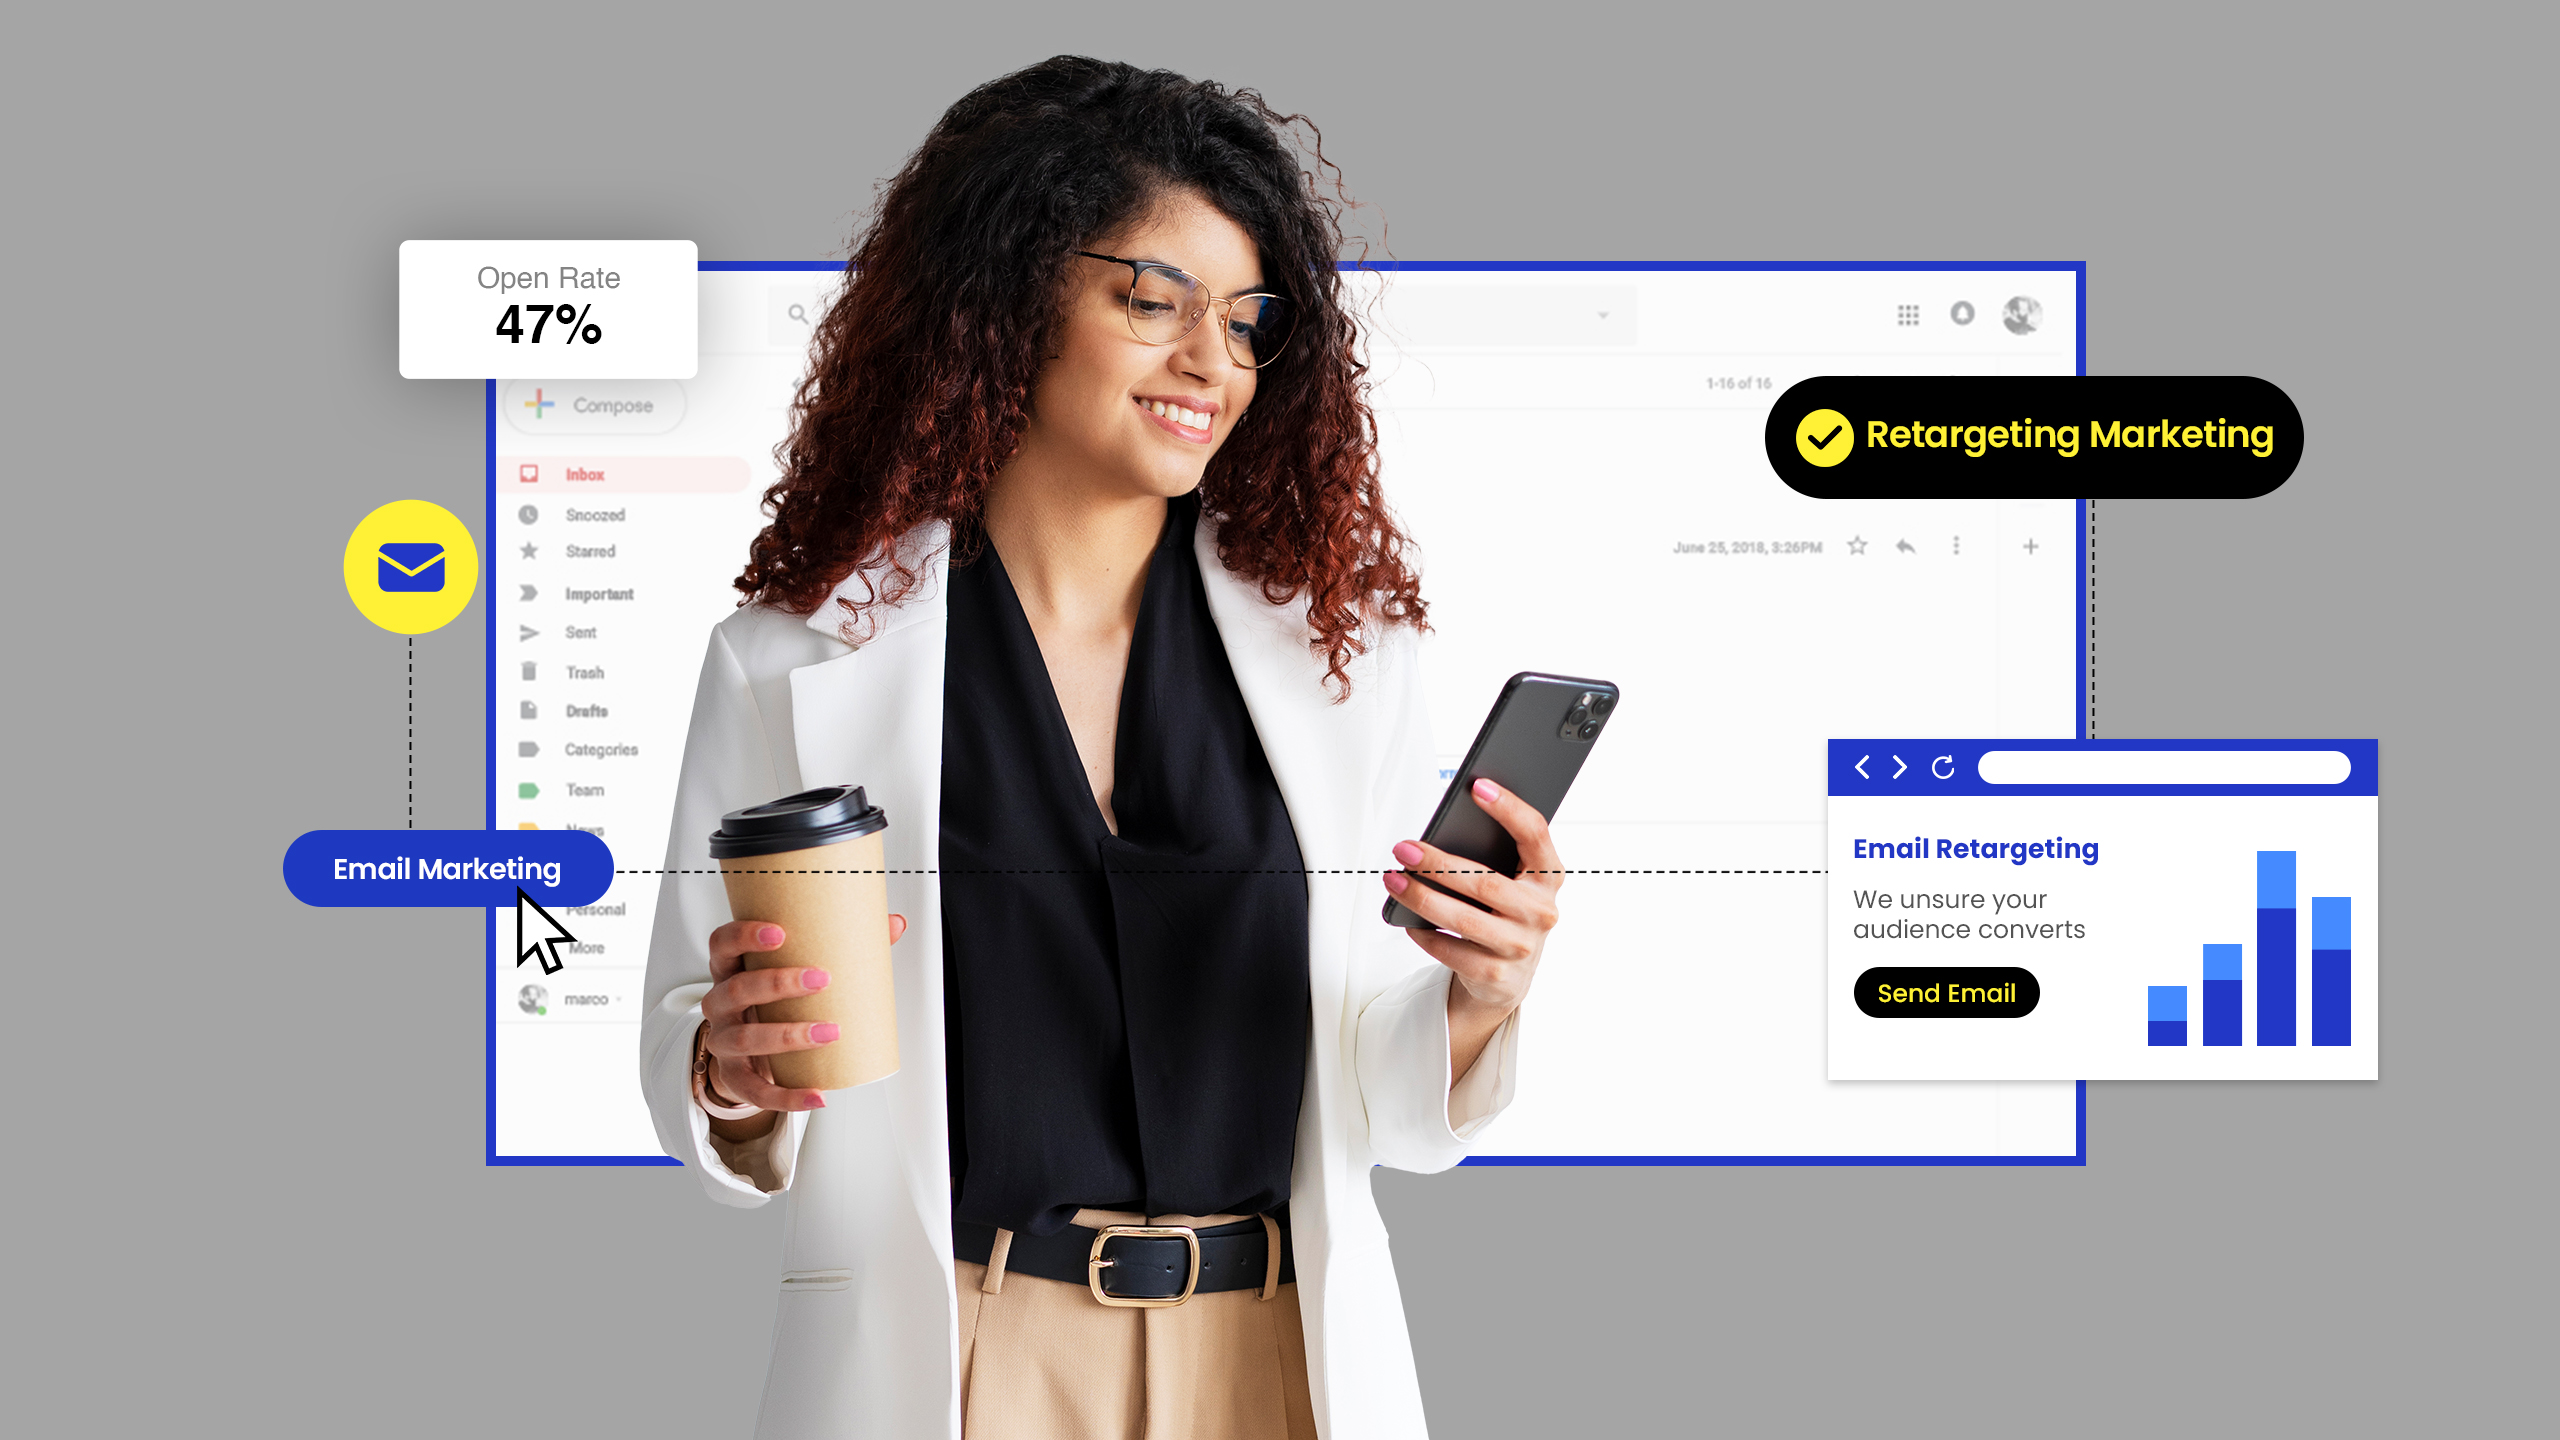 Open Rate
47%
Compose
1-16 of 16
Retargeting Marketing
Inbox
Snoozed
Starred
June 25, 2018, 3:26PM
Important
Sent
Trash
Drafts
Categories
Team
News
Email Marketing
Personal
More
marco
Email Retargeting
We unsure your
audience converts
Send Email